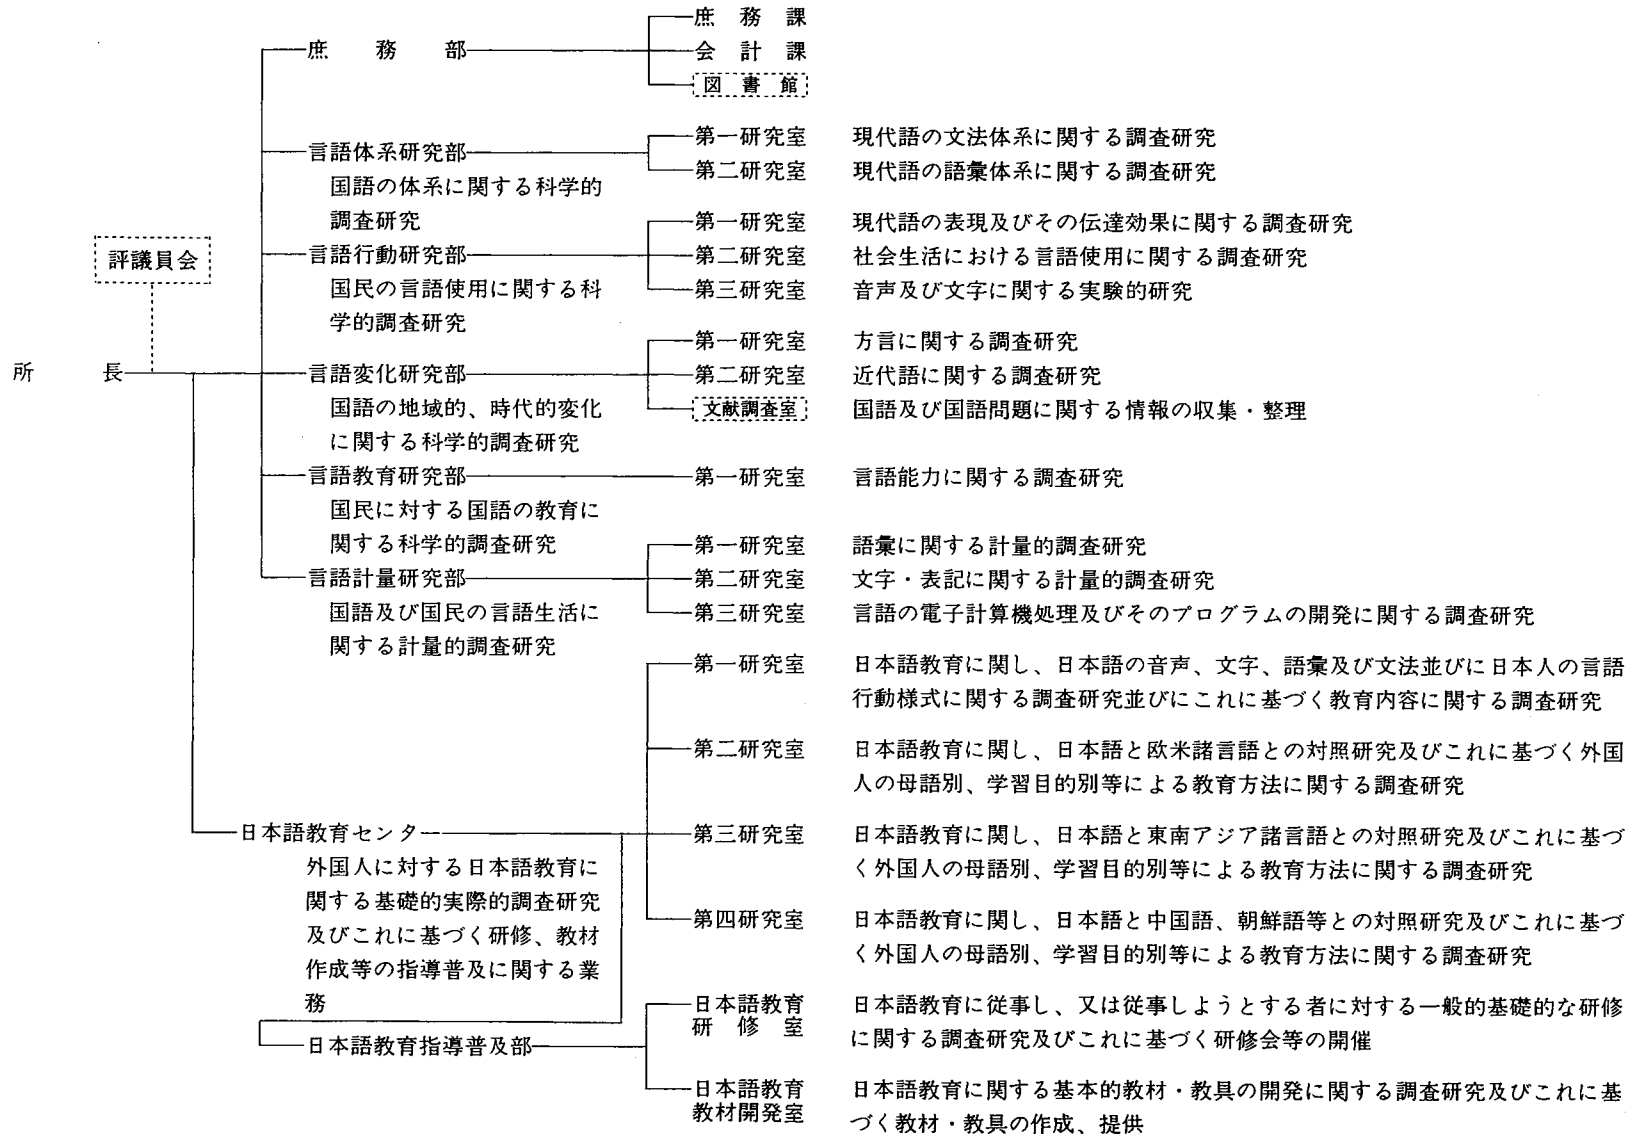 庶務課
庶務部
会計課
図書館
言語体系研究部
国語の体系に関する科学的
調査研究
第一研究室 現代語の文法体系に関する調査研究
第二研究室 現代語の語彙体系に関する調査研究
評議員会
言語行動研究部
国民の言語使用に関する科
学的調査研究
第一研究室 現代語の表現及びその伝達効果に関する調査研究
第二研究室 社会生活における言語使用に関する調査研究
第三研究室 音声及び文字に関する実験的研究
所長
言語変化研究部
国語の地域的、時代的変化
に関する科学的調査研究
第一研究室 方言に関する調査研究
第二研究室 近代語に関する調査研究
文献調査室 国語及び国語問題に関する情報の収集・整理
言語教育研究部
国民に対する国語の教育に
関する科学的調査研究
第一研究室 言語能力に関する調査研究
言語計量研究部
国語及び国民の言語生活に
関する計量的調査研究
第一研究室 語彙に関する計量的調査研究
第二研究室 文字・表記に関する計量的調査研究
第三研究室 言語の電子計算機処理及びそのプログラムの開発に関する調査研究
日本語教育センター
外国人に対する日本語教育に
関する基礎的実際的調査研究
及びこれに基づく研修、教材
作成等の指導普及に関する業
務
第一研究室 日本語教育に関し、日本語の音声、文字、語彙及び文法並びに日本人の言語
行動様式に関する調査研究並びにこれに基づく教育内容に関する調査研究
第二研究室 日本語教育に関し、日本語と欧米諸言語との対照研究及びこれに基づく外国
人の母語別、学習目的別等による教育方法に関する調査研究
第三研究室 日本語教育に関し、日本語と東南アジア諸言語との対照研究及びこれに基づ
く外国人の母語別、学習目的別等による教育方法に関する調査研究
第四研究室 日本語教育に関し、日本語と中国語、朝鮮語等との対照研究及びこれに基づ
く外国人の母語別、学習目的別等による教育方法に関する調査研究
日本語教育指導普及部
日本語教育
研修室
日本語教育に従事し、又は従事しようとする者に対する一般的基礎的な研修
に関する調査研究及びこれに基づく研修会等の開催
日本語教育
教材開発室
日本語教育に関する基本的教材・教具の開発に関する調査研究及びこれに基
づく教材・教具の作成、提供